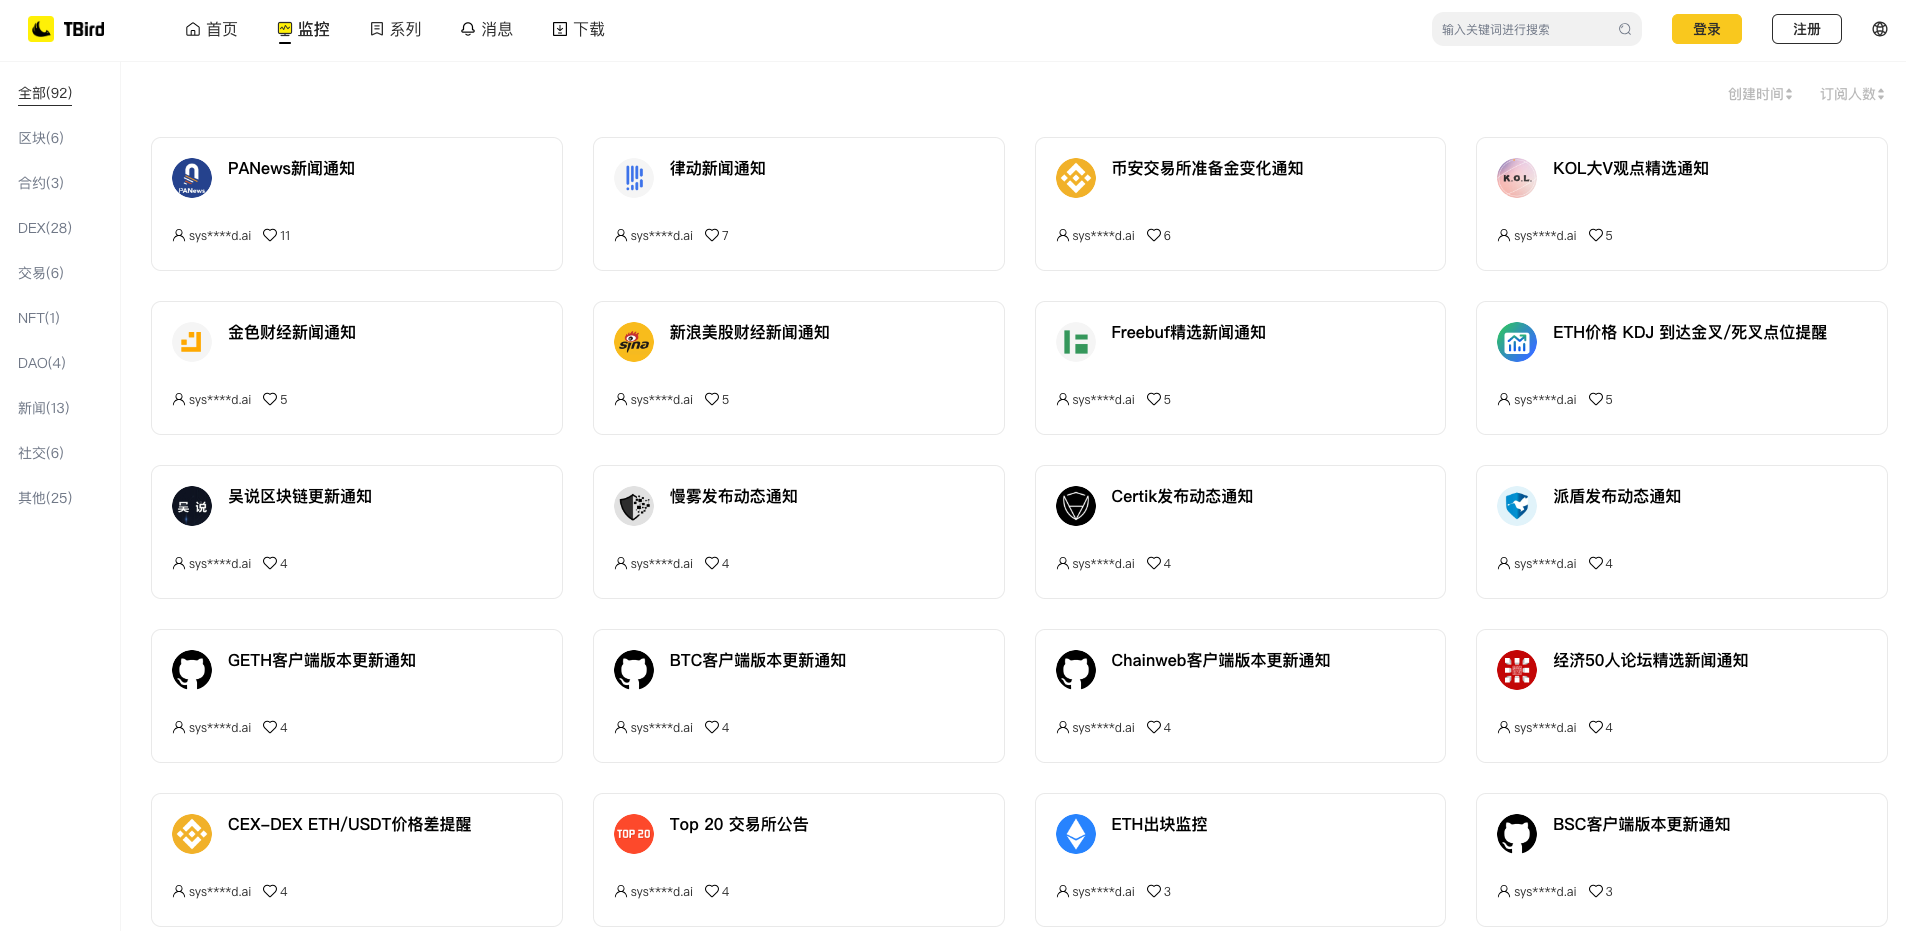 TBird 首页 监控 系列 消息 下载 输入关键词进行搜索 登录 注册
全部(92)
区块(6)
合约(3)
DEX(28)
交易(6)
NFT(1)
DAO(4)
新闻(13)
社交(6)
其他(25)
创建时间 订阅人数
PANews新闻通知 律动新闻通知 币安交易所准备金变化通知 KOL大V观点精选通知
PANews K.O.L.
sys****d.ai 11 sys****d.ai 7 sys****d.ai 6 sys****d.ai 5
金色财经新闻通知 新浪美股财经新闻通知 Freebuf精选新闻通知 ETH价格 KDJ 到达金叉/死叉点位提醒
sina
sys****d.ai 5 sys****d.ai 5 sys****d.ai 5 sys****d.ai 5
吴说区块链更新通知 慢雾发布动态通知 Certik发布动态通知 派盾发布动态通知
吴说
sys****d.ai 4 sys****d.ai 4 sys****d.ai 4 sys****d.ai 4
GETH客户端版本更新通知 BTC客户端版本更新通知 Chainweb客户端版本更新通知 经济50人论坛精选新闻通知
sys****d.ai 4 sys****d.ai 4 sys****d.ai 4 sys****d.ai 4
CEX-DEX ETH/USDT价格差提醒 Top 20 交易所公告 ETH出块监控 BSC客户端版本更新通知
TOP 20
sys****d.ai 4 sys****d.ai 4 sys****d.ai 3 sys****d.ai 3